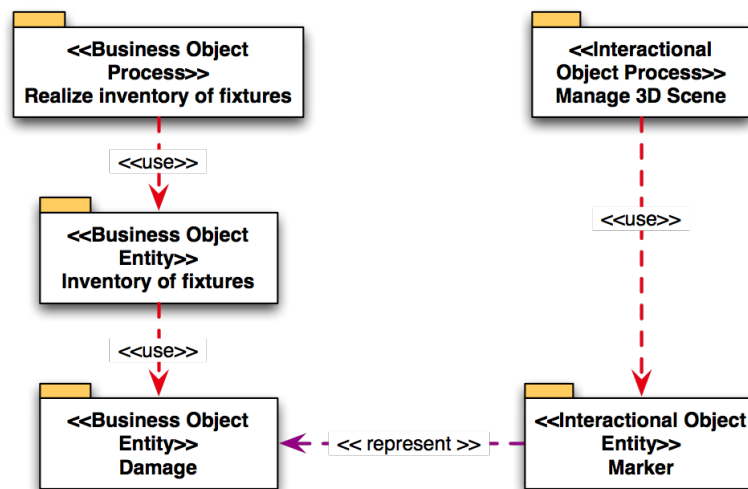 <<Business Object
Process>>
Realize inventory of fixtures
<<Interactional
Object Process>>
Manage 3D Scene
<<use>>
<<use>>
<<Business Object
Entity>>
Inventory of fixtures
<<use>>
<<Business Object
Entity>>
Damage
<< represent >>
<<Interactional Object
Entity>>
Marker